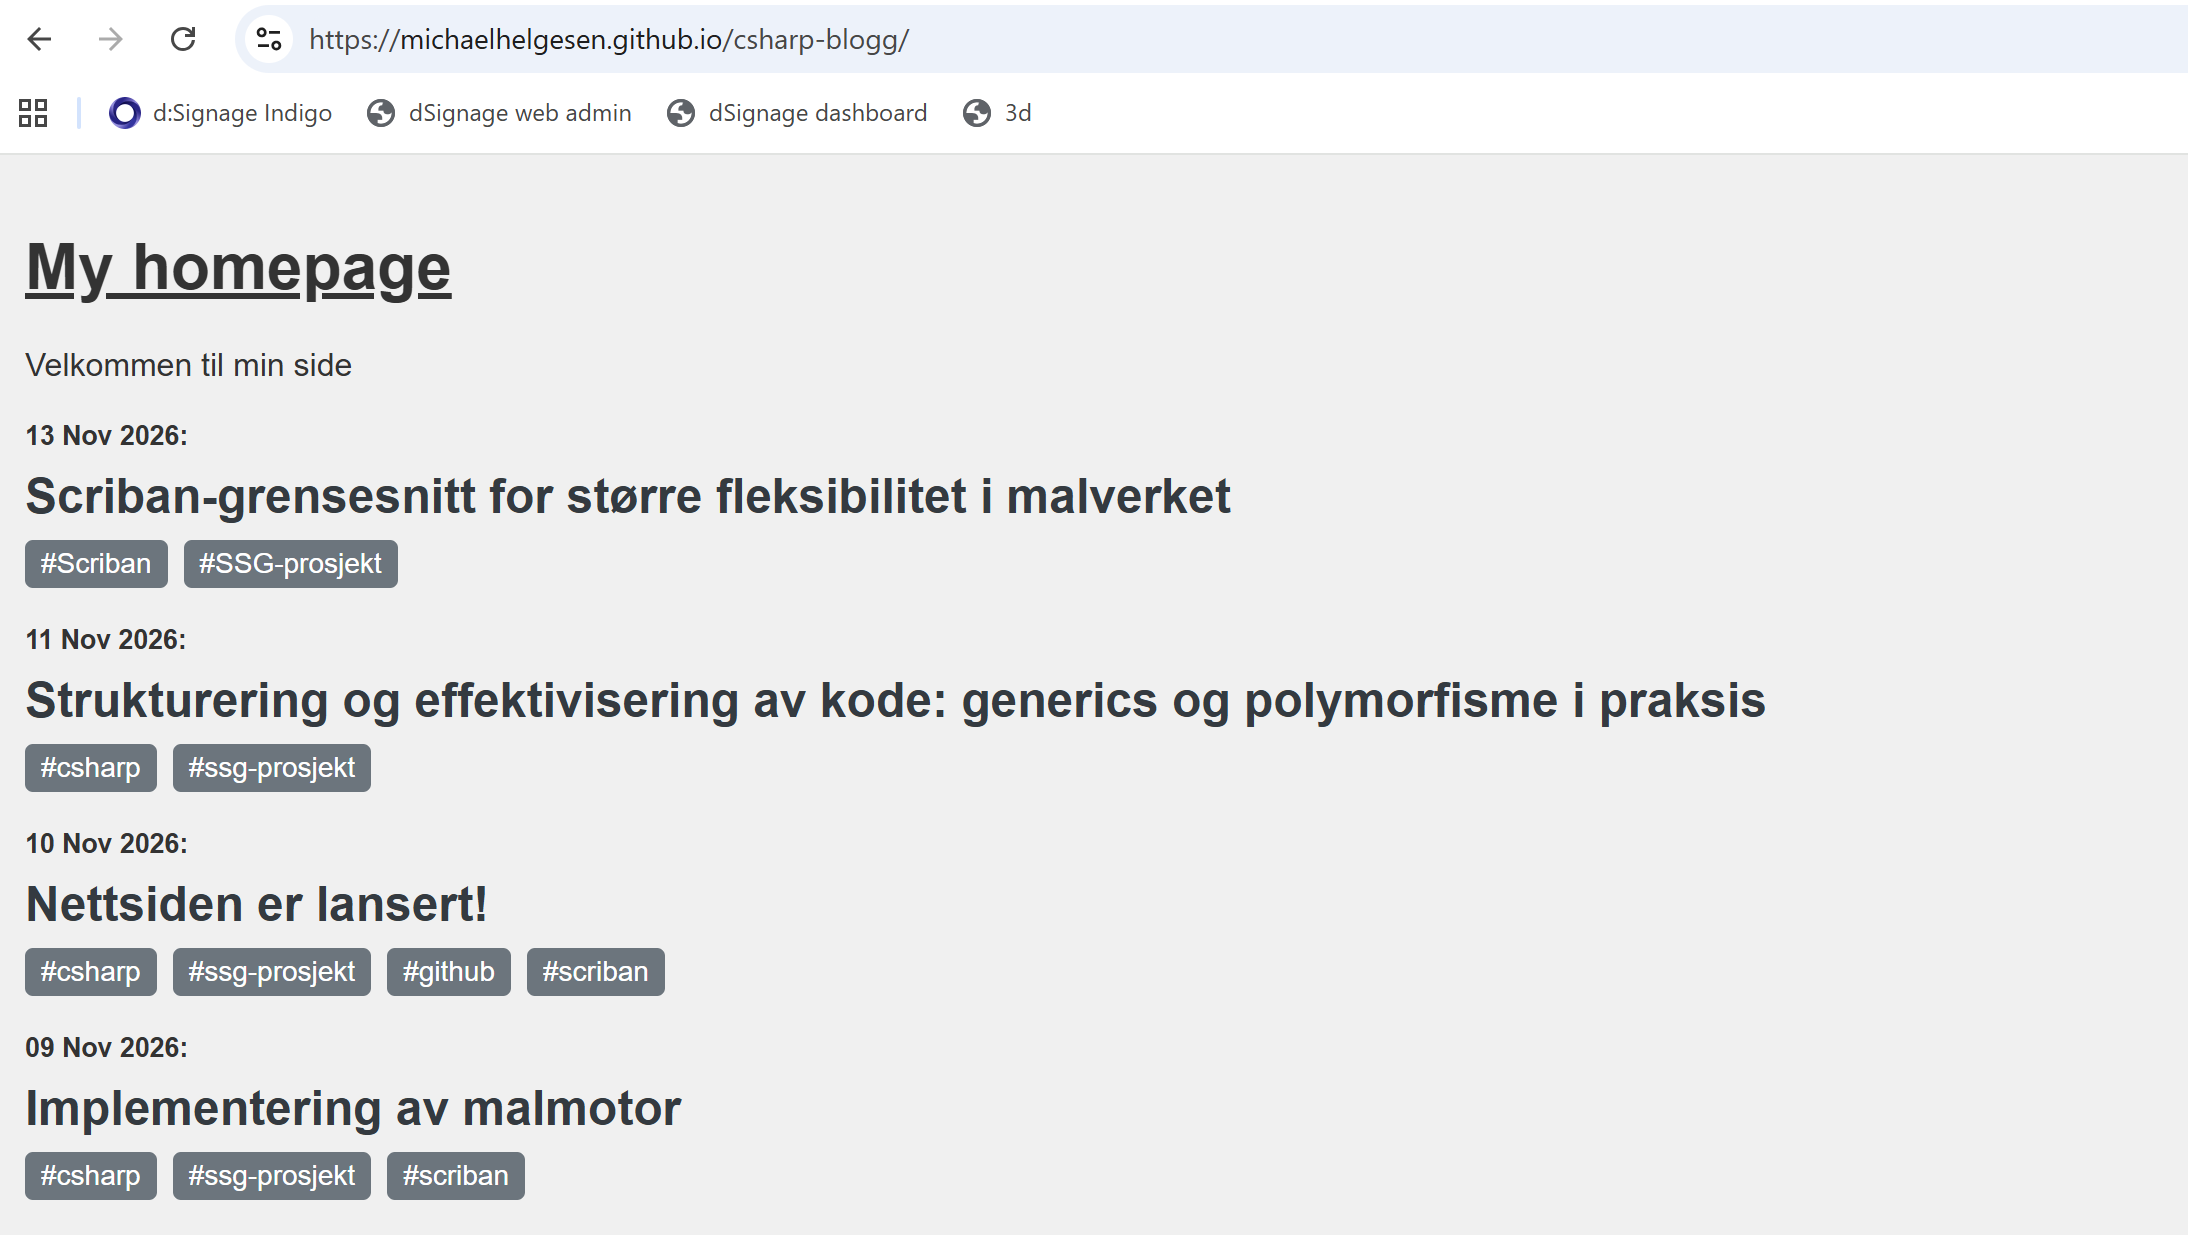 https://michaelhelgesen.github.io/csharp-blogg/
d:Signage Indigo dSignage web admin dSignage dashboard 3d
My homepage
Velkommen til min side
13 Nov 2026:
Scriban-grensesnitt for større fleksibilitet i malverket
#Scriban #SSG-prosjekt
11 Nov 2026:
Strukturering og effektivisering av kode: generics og polymorfisme i praksis
#csharp #ssg-prosjekt
10 Nov 2026:
Nettsiden er lansert!
#csharp #ssg-prosjekt #github #scriban
09 Nov 2026:
Implementering av malmotor
#csharp #ssg-prosjekt #scriban